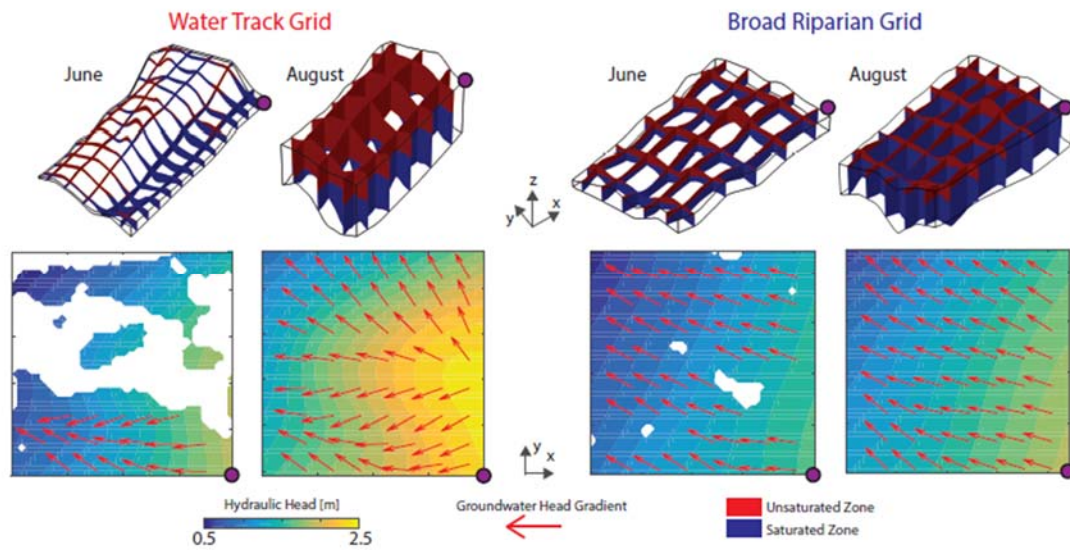 Water Track Grid
Broad Riparian Grid
June
August
June
August
z
y
x
y
x
Hydraulic Head [m]
0.5
2.5
Groundwater Head Gradient
Unsaturated Zone
Saturated Zone